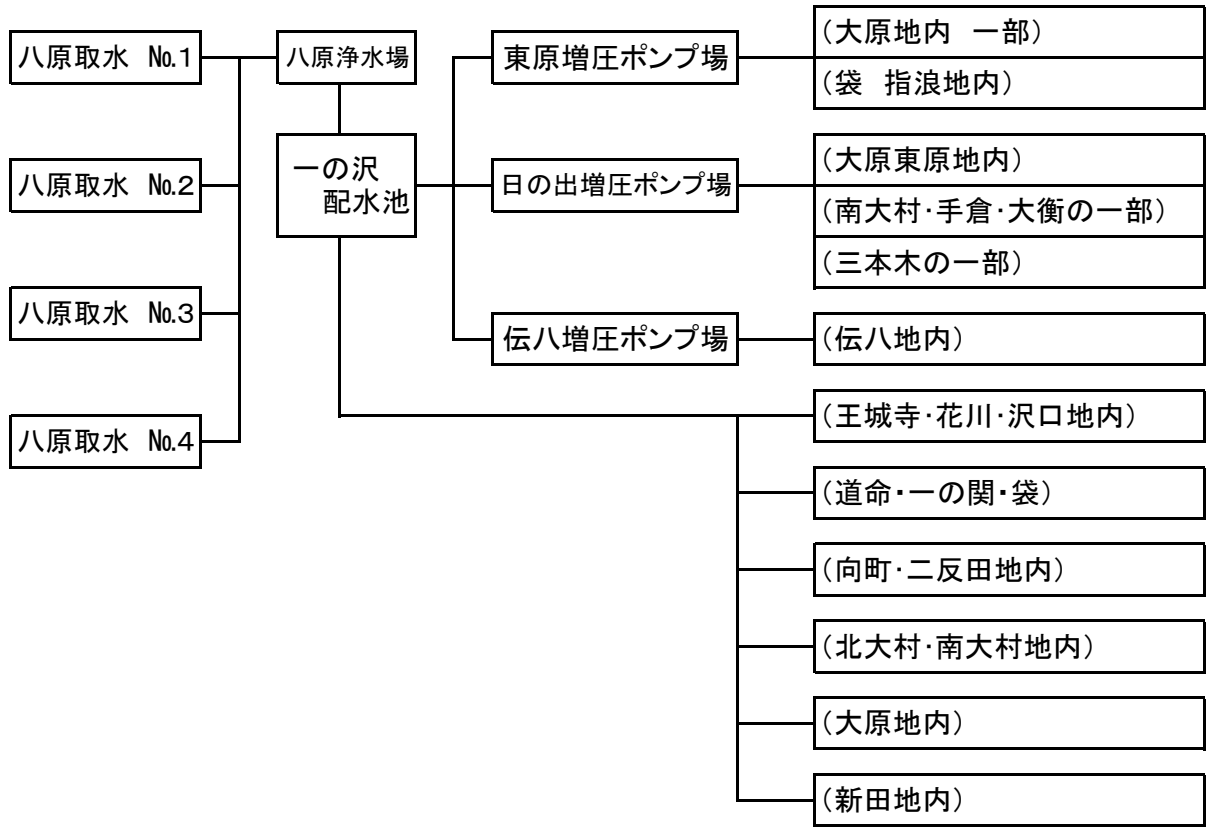 八原取水 №1
八原取水 №2
八原取水 №3
八原取水 №4
八原浄水場
一の沢
配水池
東原増圧ポンプ場
日の出増圧ポンプ場
伝八増圧ポンプ場
（大原地内　一部）
（袋　指浪地内）
（大原東原地内）
（南大村・手倉・大衡の一部）
（三本木の一部）
（伝八地内）
（王城寺・花川・沢口地内）
（道命・一の関・袋）
（向町・二反田地内）
（北大村・南大村地内）
（大原地内）
（新田地内）